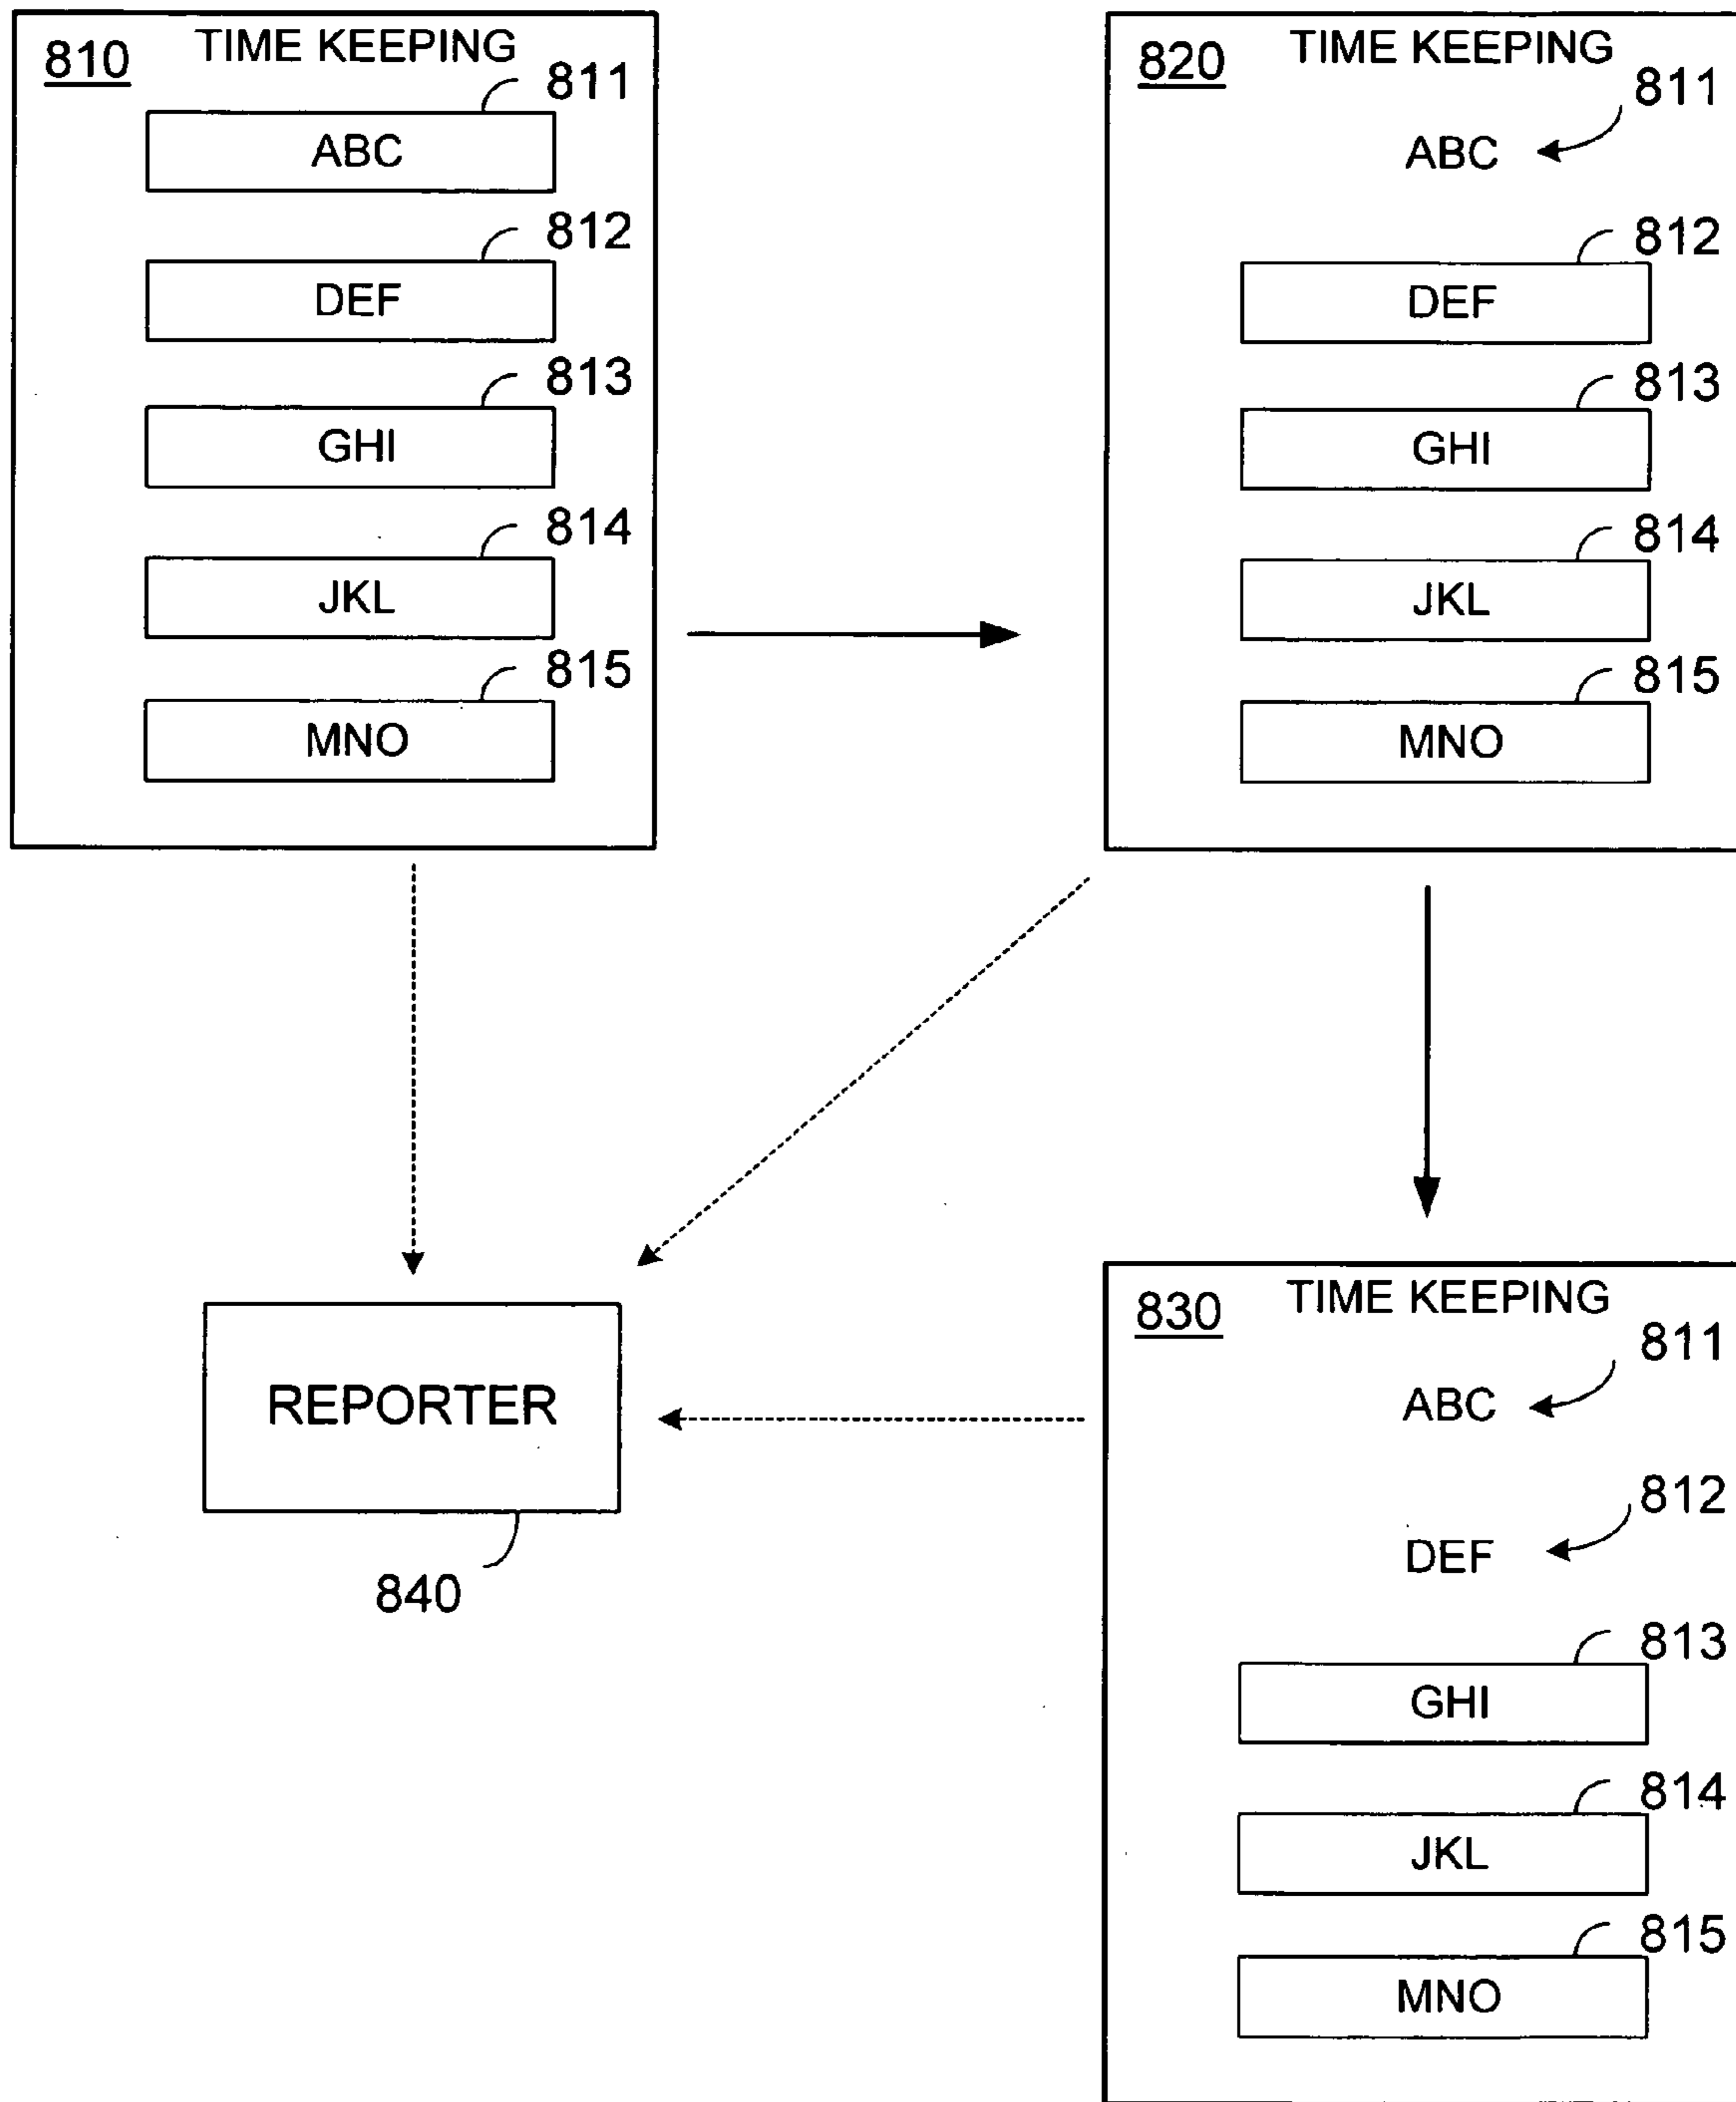 810 TIME KEEPING
811
ABC
812
DEF
813
GHI
814
JKL
815
MNO
820 TIME KEEPING
811
ABC
812
DEF
813
GHI
814
JKL
815
MNO
REPORTER
840
830 TIME KEEPING
811
ABC
812
DEF
813
GHI
814
JKL
815
MNO